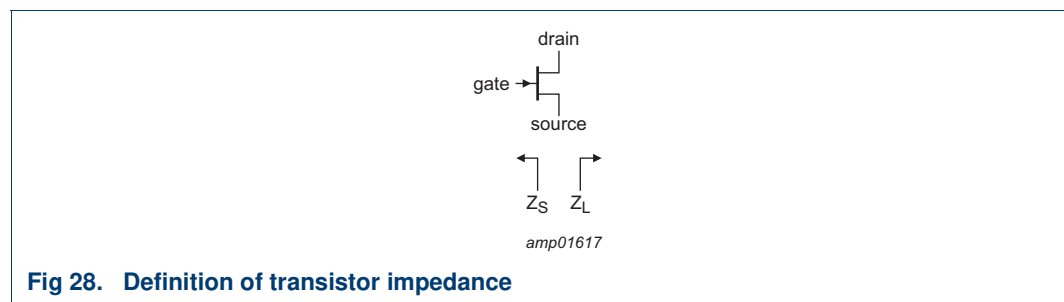 drain
gate
source
ZS ZL
amp01617
Fig 28. Definition of transistor impedance